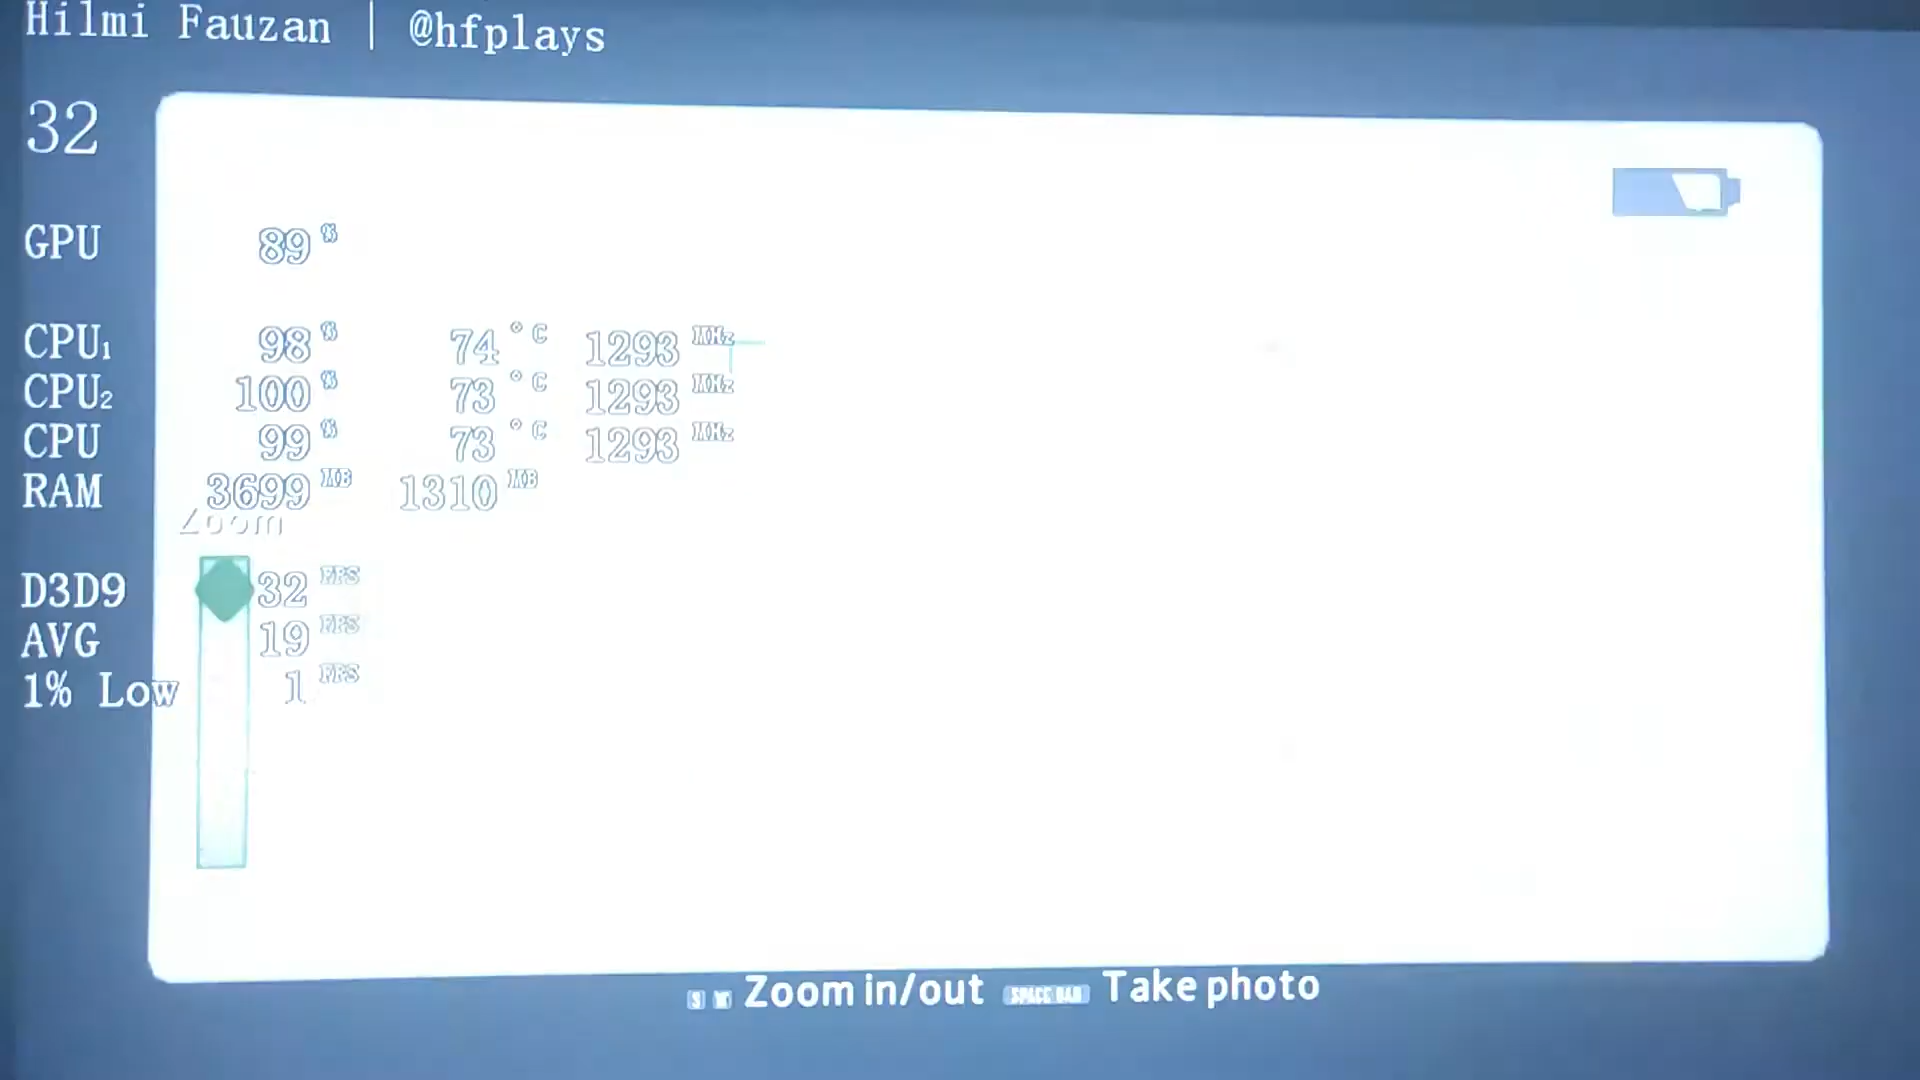 Hilmi Fauzan | @hfplays
32
GPU 89 %
CPU1 98 % 74 °C 1293 MHz
CPU2 100 % 73 °C 1293 MHz
CPU 99 % 73 °C 1293 MHz
RAM 3699 MB 1310 MB
Zoom
D3D9 32 FPS
AVG 19 FPS
1% Low 1 FPS
S W Zoom in/out SPACE BAR Take photo